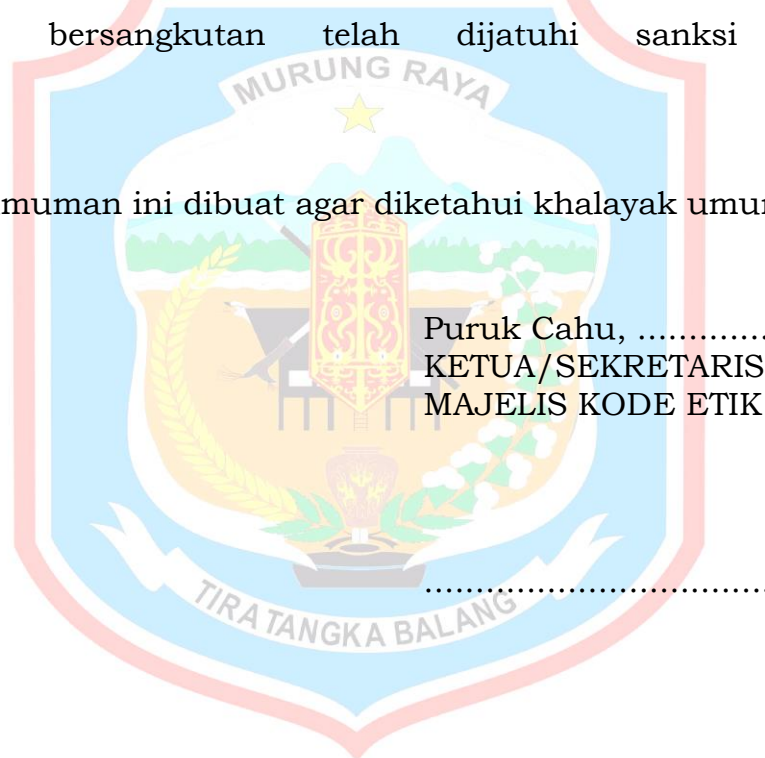 bersangkutan telah dijatuhi sanksi
MURUNG RAYA
muman ini dibuat agar diketahui khalayak umu
Puruk Cahu, ..............
KETUA/SEKRETARIS
MAJELIS KODE ETIK
..................................
TIRA TANGKA BALANG